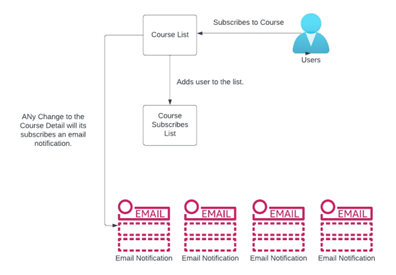 Subscribes to Course
Course List
Users
Adds user to the list.
ANy Change to the
Course Detail will its
subscribes an email
notification.
Course
Subscribes
List
EMAIL
EMAIL
EMAIL
EMAIL
Email Notification
Email Notification
Email Notification
Email Notification